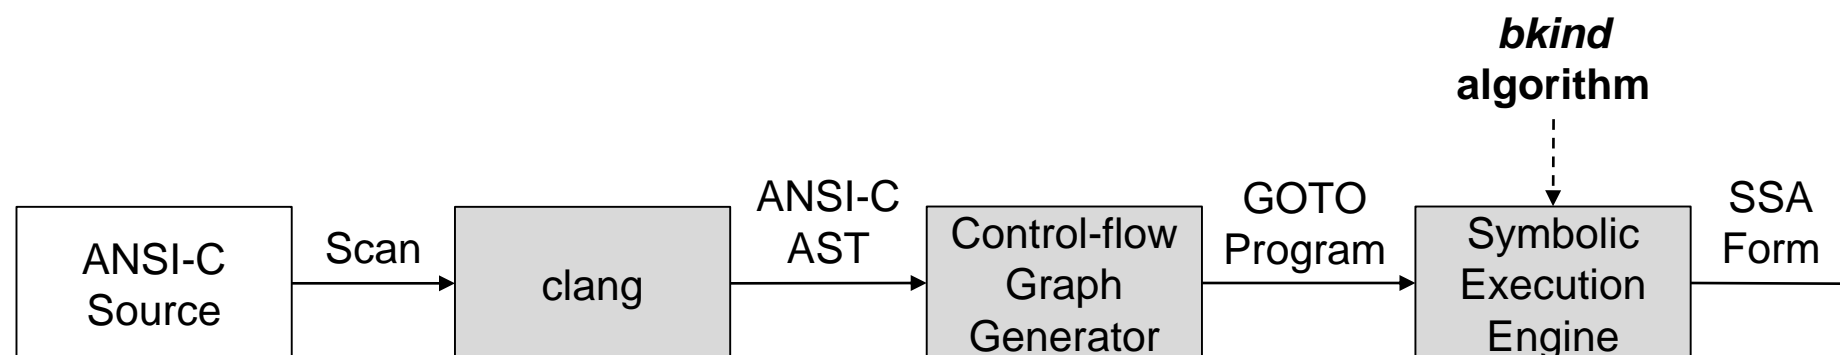 bkind
algorithm
ANSI-C
Source
Scan
clang
ANSI-C
AST
Control-flow
Graph
Generator
GOTO
Program
Symbolic
Execution
Engine
SSA
Form